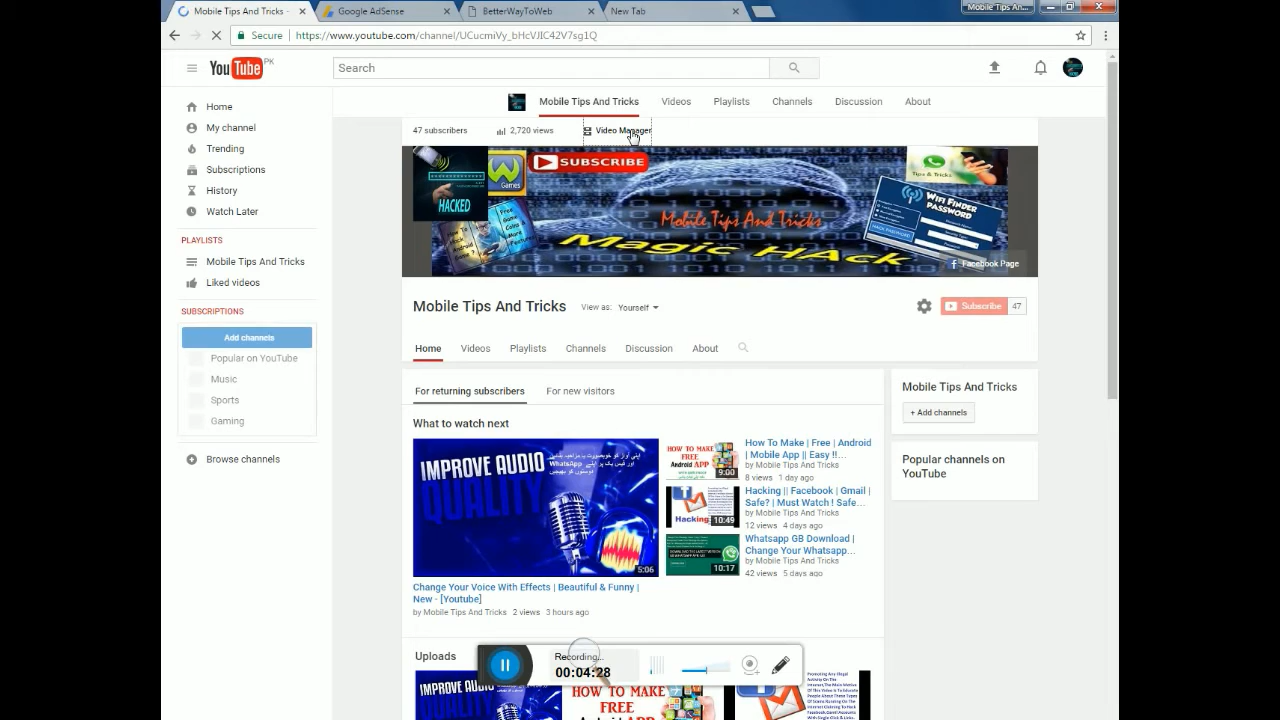 Mobile Tips And Tricks -
Google AdSense
BetterWayToWeb
New Tab
Mobile Tips An...
Secure
https://www.youtube.com/channel/UCucmiVy_bHcVJIC42V7sg1Q
YouTube PK
Search
Mobile Tips And Tricks
Videos
Playlists
Channels
Discussion
About
47 subscribers
2,720 views
Video Manager
Home
My channel
Trending
Subscriptions
History
Watch Later
PLAYLISTS
Mobile Tips And Tricks
Liked videos
SUBSCRIPTIONS
Add channels
Popular on YouTube
Music
Sports
Gaming
Browse channels
SUBSCRIBE
Games
HACKED
Mobile Tips And Tricks
Magic HAck
Tips & Tricks
WIFI FINDER
PASSWORD
Facebook Page
Mobile Tips And Tricks
View as: Yourself
Subscribe 47
Home
Videos
Playlists
Channels
Discussion
About
For returning subscribers
For new visitors
What to watch next
IMPROVE AUDIO
QUALITY
5:06
Change Your Voice With Effects | Beautiful & Funny |
New - [Youtube]
by Mobile Tips And Tricks 2 views 3 hours ago
HOW TO MAKE
FREE
Android APP
9:00
How To Make | Free | Android
| Mobile App || Easy !!...
by Mobile Tips And Tricks
8 views 1 day ago
Hacking
10:49
Hacking || Facebook | Gmail |
Safe? | Must Watch ! Safe...
by Mobile Tips And Tricks
12 views 4 days ago
10:17
Whatsapp GB Download |
Change Your Whatsapp...
by Mobile Tips And Tricks
42 views 5 days ago
Mobile Tips And Tricks
+ Add channels
Popular channels on
YouTube
Uploads
Recording...
00:04:28
IMPROVE AUDIO
HOW TO MAKE
FREE